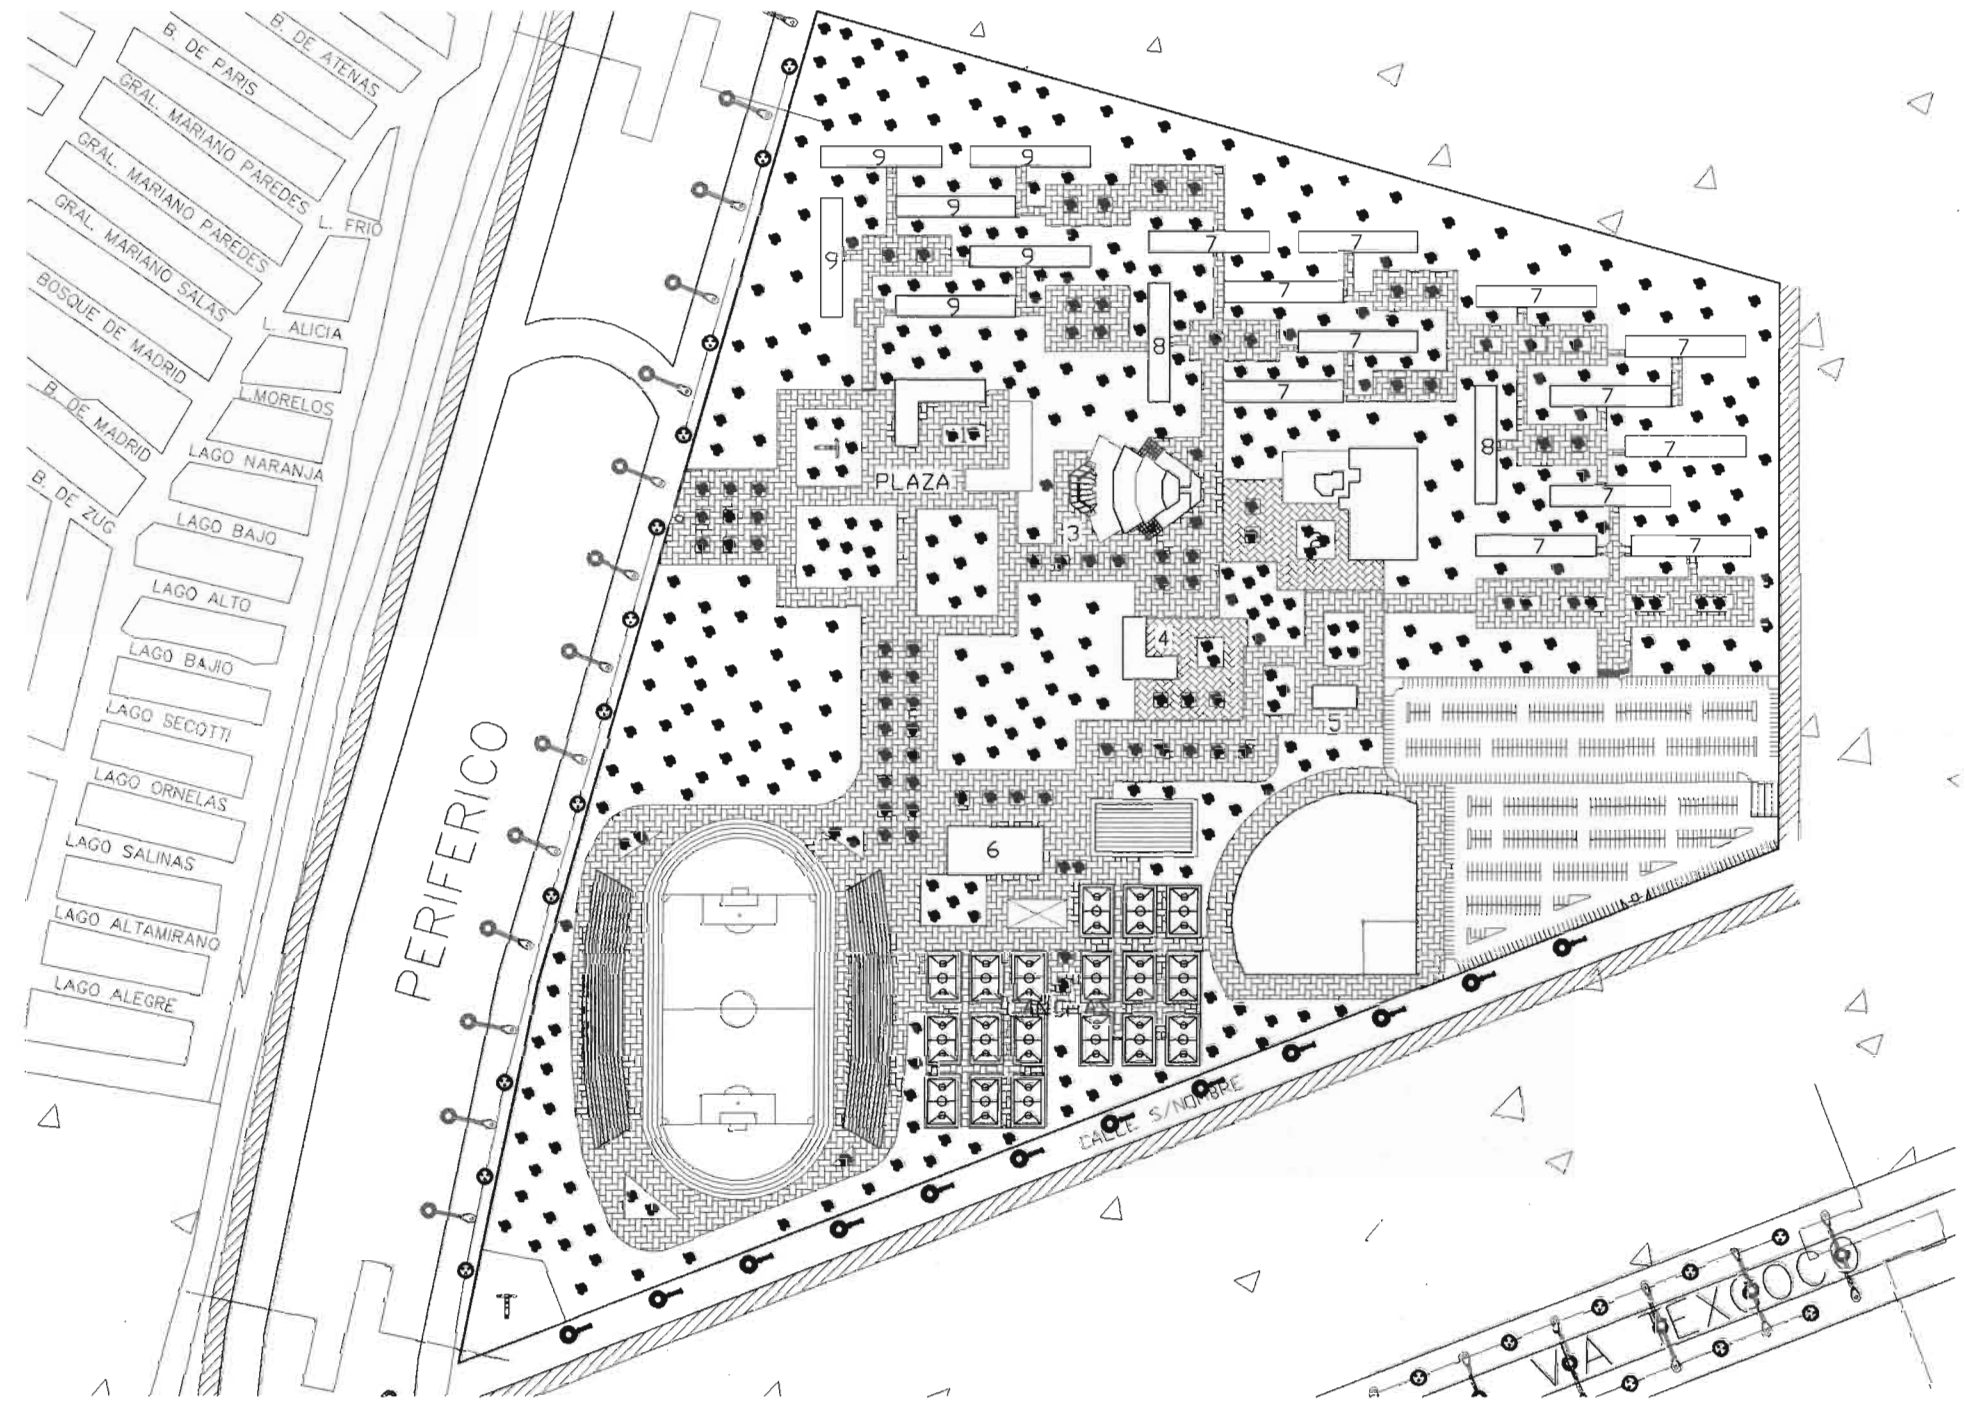 B. DE PARIS
B. DE ATENAS
GRAL. MARIANO PAREDES
GRAL. MARIANO PAREDES
GRAL. MARIANO SALAS
BOSQUE DE MADRID
B. DE MADRID
B. DE ZUG
L. FRIO
L. ALICIA
L.MORELOS
LAGO NARANJA
LAGO BAJO
LAGO ALTO
LAGO BAJIO
LAGO SECOTTI
LAGO ORNELAS
LAGO SALINAS
LAGO ALTAMIRANO
LAGO ALEGRE
PERIFERICO
9
9
9
9
9
9
7
7
7
7
7
8
7
7
7
8
7
7
7
7
PLAZA
3
4
5
6
CALLE S/NOMBRE
VIA TEXCOCO